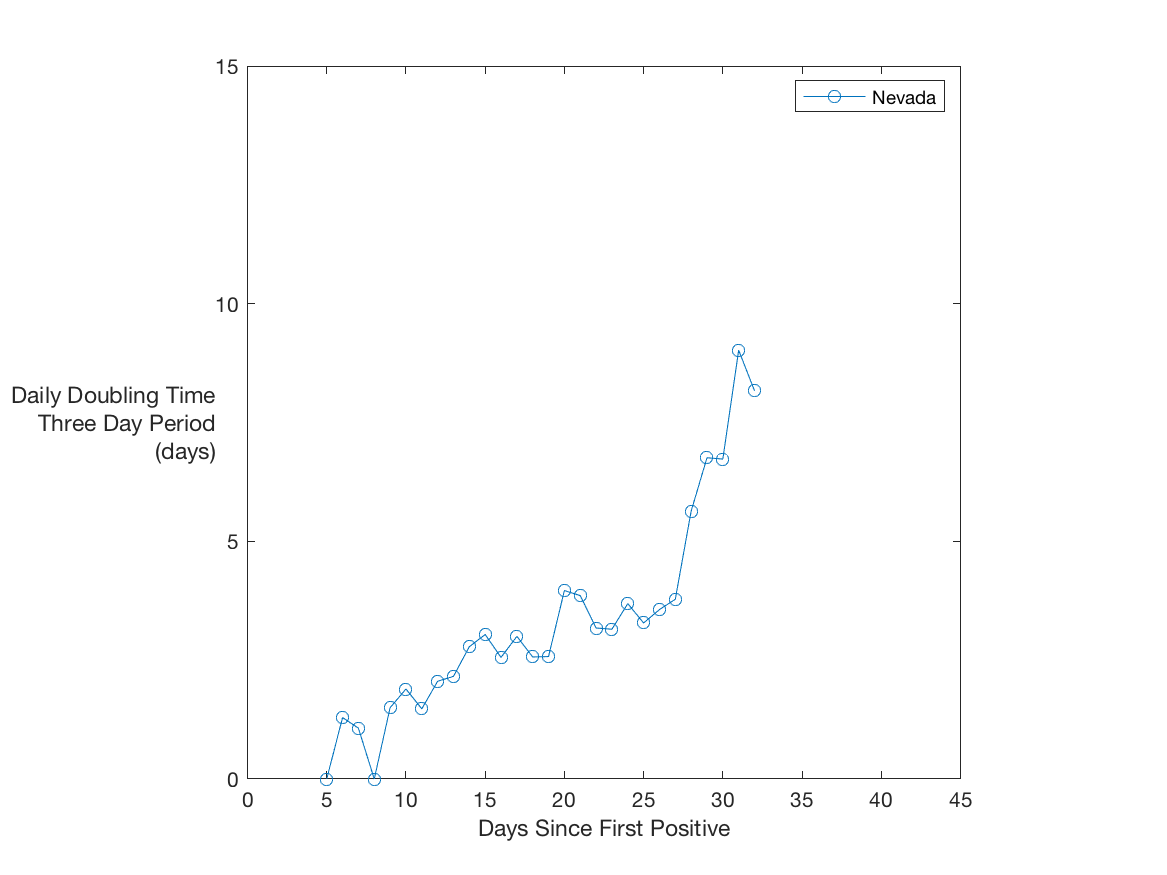 15
Nevada
10
Daily Doubling Time
Three Day Period
(days)
5
0
0 5 10 15 20 25 30 35 40 45
Days Since First Positive